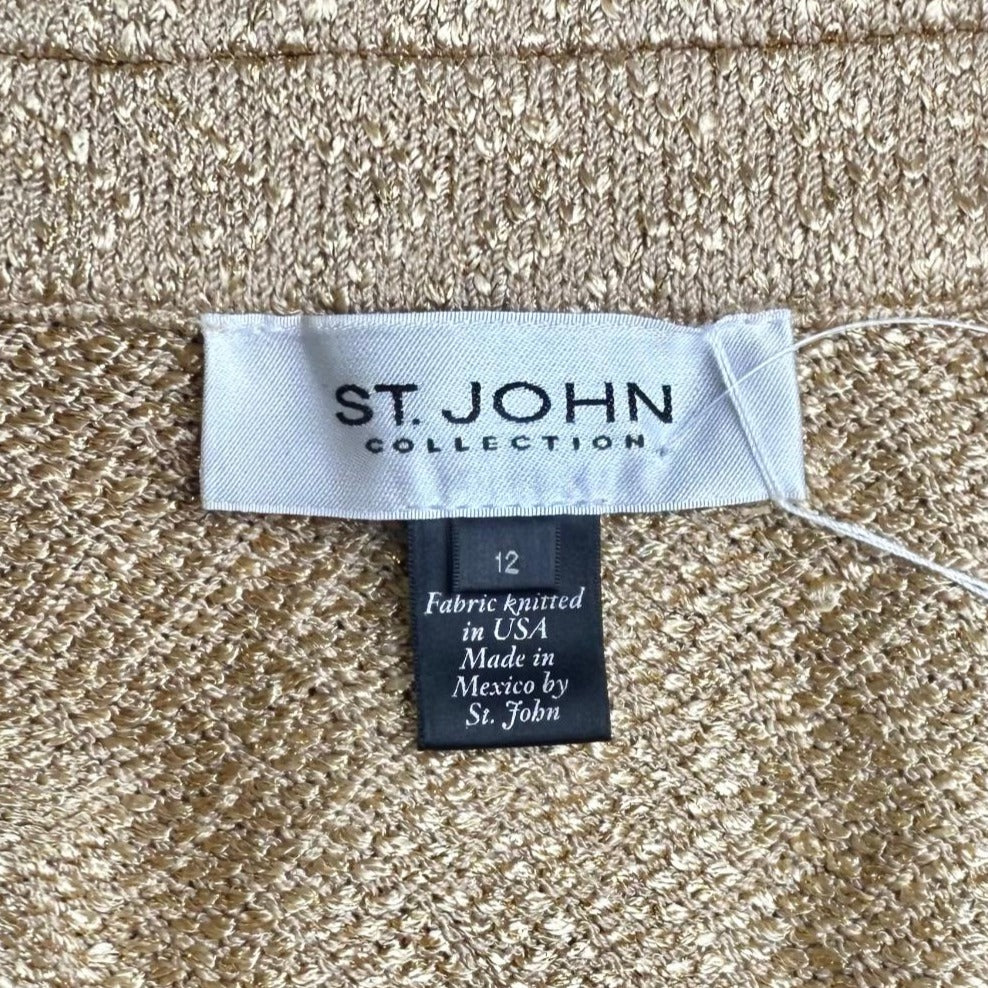 ST. JOHN
COLLECTION
12
Fabric knitted
in USA
Made in
Mexico by
St. John